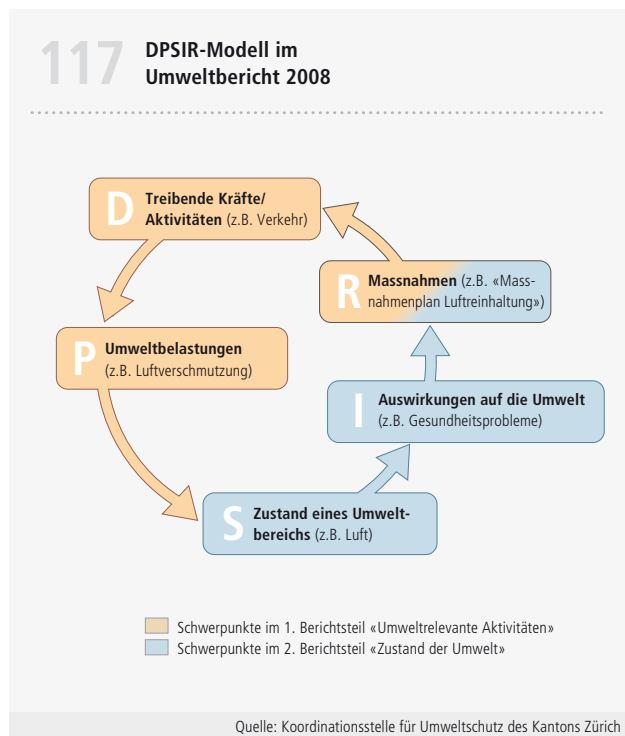 117
DPSIR-Modell im
Umweltbericht 2008
D
Treibende Kräfte/
Aktivitäten (z.B. Verkehr)
R
Massnahmen (z.B. «Mass-
nahmenplan Luftreinhaltung»)
P
Umweltbelastungen
(z.B. Luftverschmutzung)
I
Auswirkungen auf die Umwelt
(z.B. Gesundheitsprobleme)
S
Zustand eines Umwelt-
bereichs (z.B. Luft)
Schwerpunkte im 1. Berichtsteil «Umweltrelevante Aktivitäten»
Schwerpunkte im 2. Berichtsteil «Zustand der Umwelt»
Quelle: Koordinationsstelle für Umweltschutz des Kantons Zürich